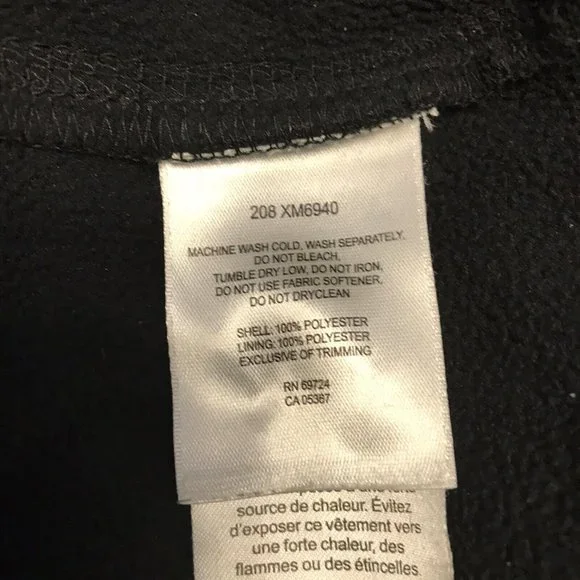 208 XM6940
MACHINE WASH COLD, WASH SEPARATELY.
DO NOT BLEACH,
TUMBLE DRY LOW, DO NOT IRON,
DO NOT USE FABRIC SOFTENER,
DO NOT DRYCLEAN
SHELL: 100% POLYESTER
LINING: 100% POLYESTER
EXCLUSIVE OF TRIMMING
RN 69724
CA 05367
source de chaleur. Évitez
d'exposer ce vêtement vers
une forte chaleur, des
flammes ou des étincelles.